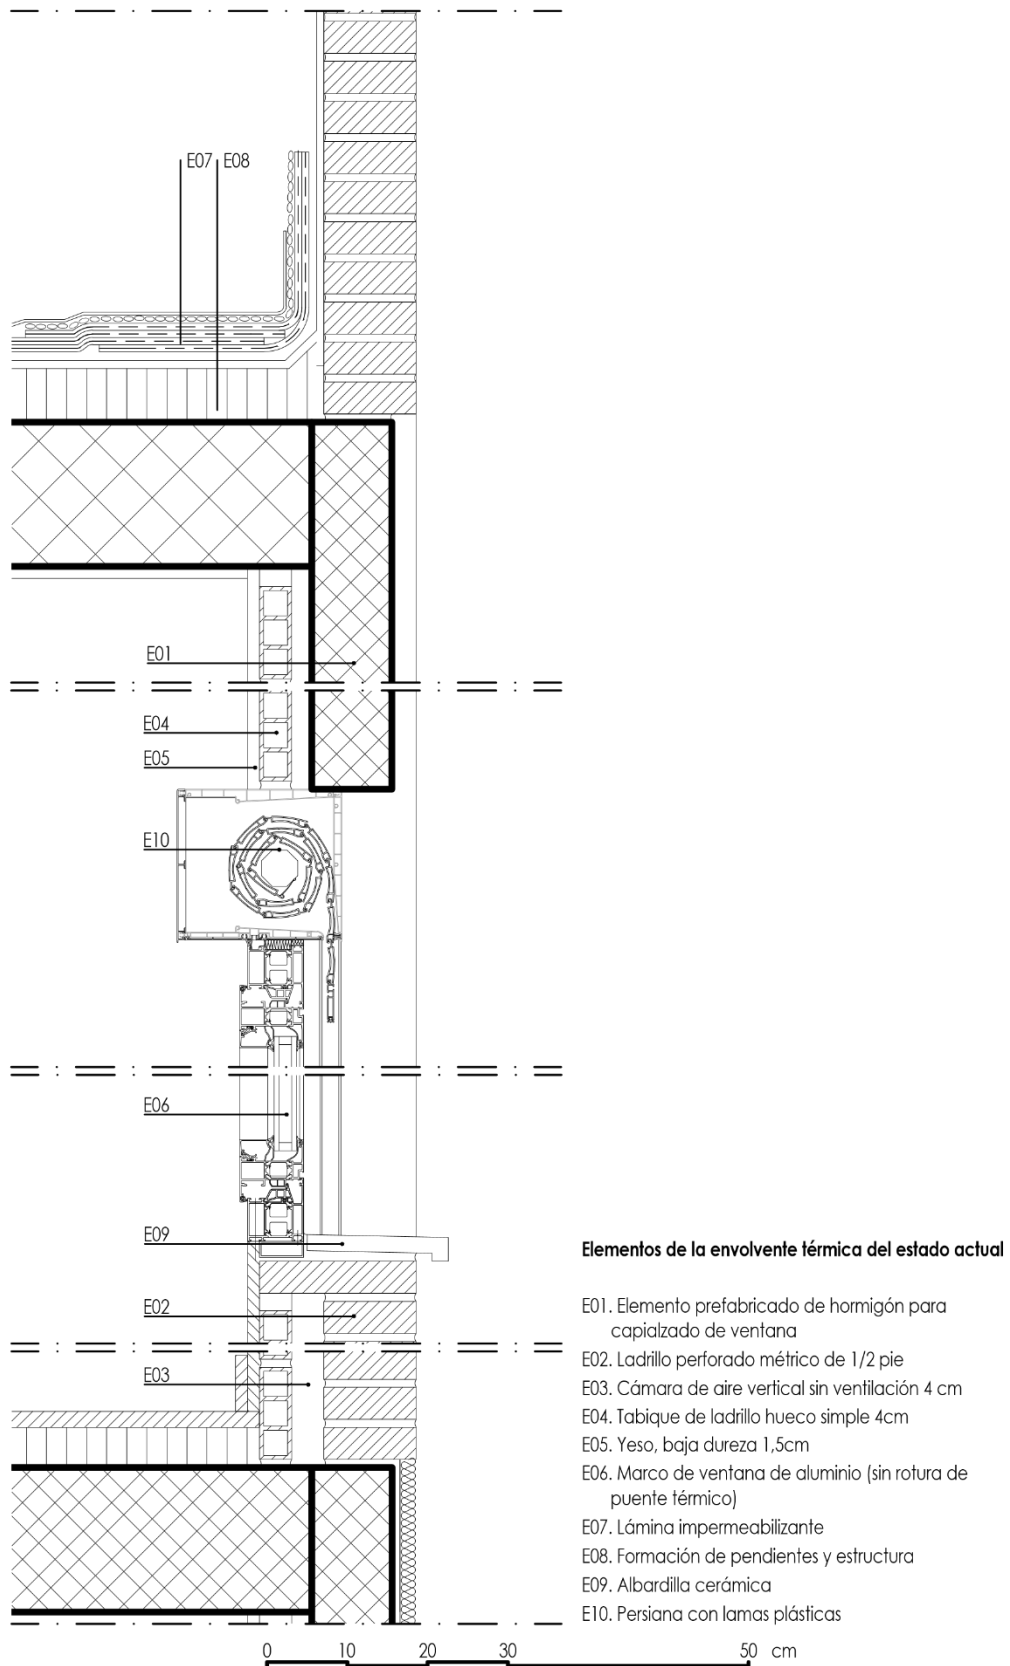 E07 E08
E01
E04
E05
E10
E06
E09
E02
E03
Elementos de la envolvente térmica del estado actual
E01. Elemento prefabricado de hormigón para
capialzado de ventana
E02. Ladrillo perforado métrico de 1/2 pie
E03. Cámara de aire vertical sin ventilación 4 cm
E04. Tabique de ladrillo hueco simple 4cm
E05. Yeso, baja dureza 1,5cm
E06. Marco de ventana de aluminio (sin rotura de
puente térmico)
E07. Lámina impermeabilizante
E08. Formación de pendientes y estructura
E09. Albardilla cerámica
E10. Persiana con lamas plásticas
0 10 20 30 50 cm